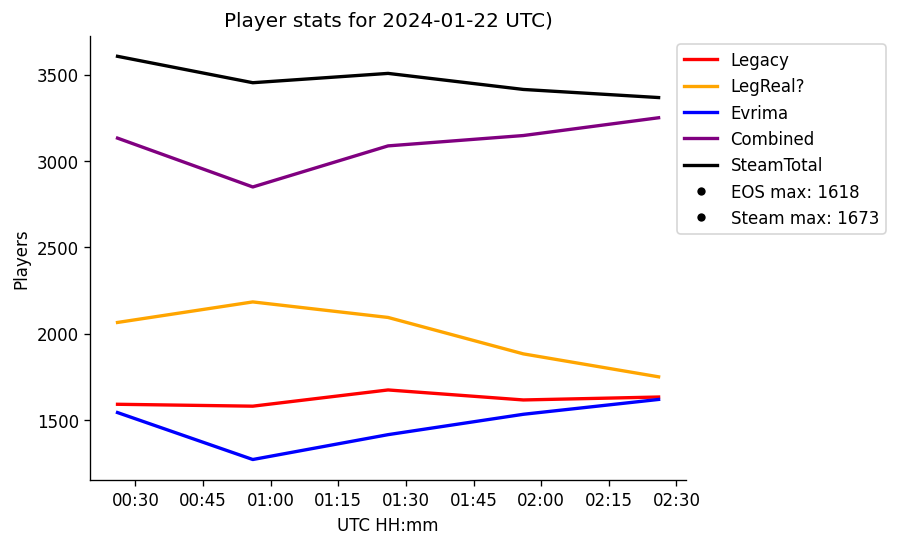 Player stats for 2024-01-22 UTC)
Legacy
LegReal?
Evrima
Combined
SteamTotal
EOS max: 1618
Steam max: 1673
Players
3500
3000
2500
2000
1500
00:30 00:45 01:00 01:15 01:30 01:45 02:00 02:15 02:30
UTC HH:mm